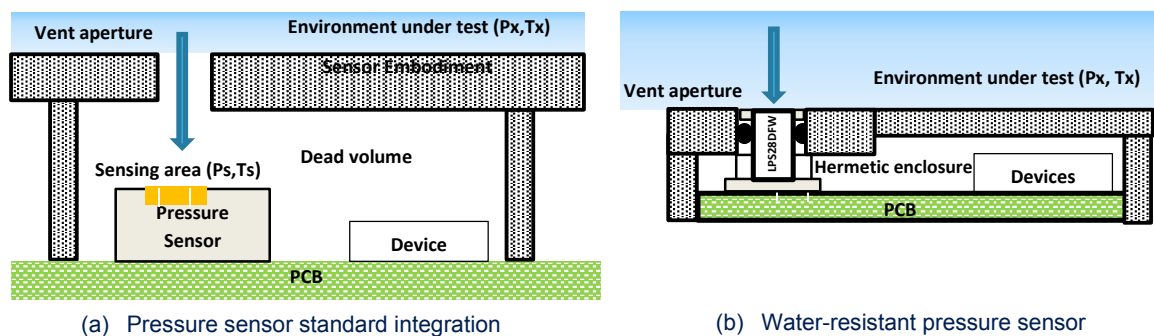 Vent aperture
Environment under test (Px,Tx)
Sensor Embodiment
Dead volume
Sensing area (Ps,Ts)
Pressure
Sensor
Device
PCB
(a) Pressure sensor standard integration
Environment under test (Px, Tx)
Vent aperture
LPS28DFW
Hermetic enclosure
Devices
PCB
(b) Water-resistant pressure sensor